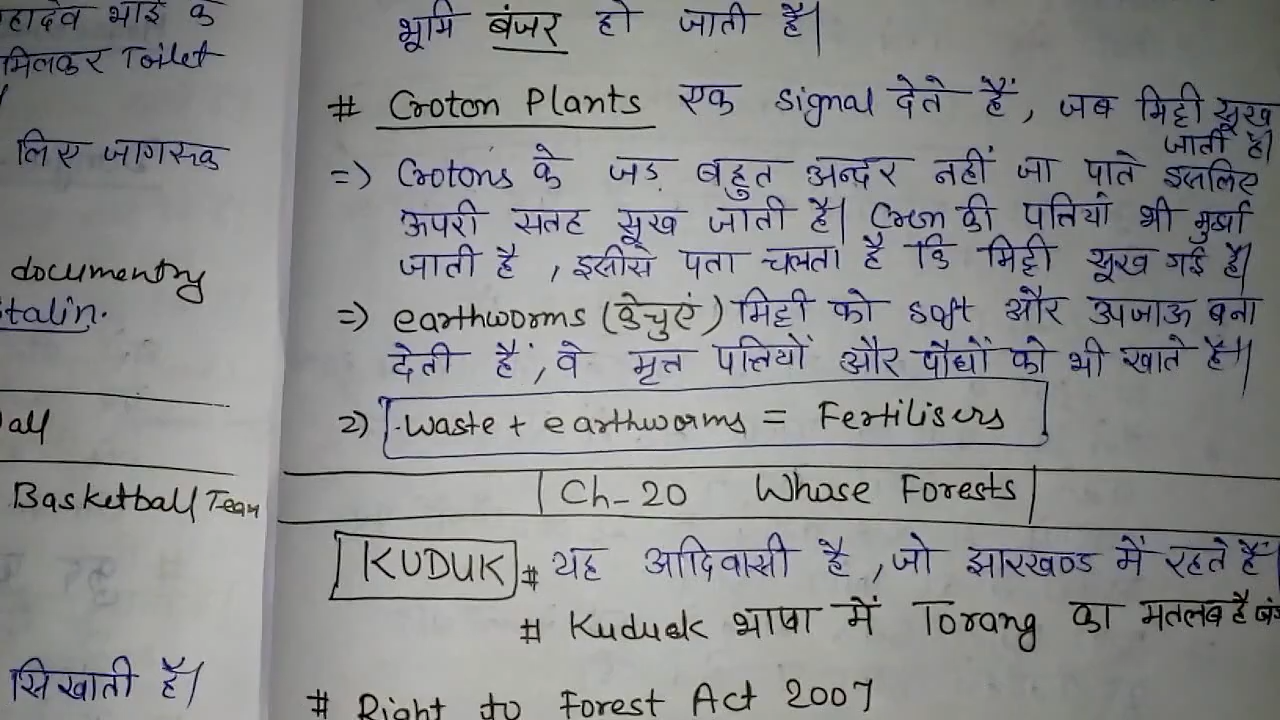 हादेव भाई के
मिलकर Toilet
लिए जागरूक
documentry
talin.
all
Basketball Team
सिखाती है।
भूमि बंजर हो जाती है।
# Croton Plants एक signal देते हैं, जब मिट्टी सूख
जाती है।
=) Crotons के जड़ बहुत अन्दर नहीं जा पाते इसलिए
ऊपरी सतह सूख जाती है। की पत्तियां भी मुर्झा
जाती है, इसीसे पता चलता है कि मिट्टी सूख गई है।
=) earthworms (केचुएं) मिट्टी को soft और उपजाऊ बना
देती हैं, वे मृत पत्तियों और पौधों को भी खाते हैं।
2) Waste + earthworms = Fertilisers
Ch-20 Whose Forests
KUDUK # यह आदिवासी है, जो झारखण्ड में रहते हैं।
# Kuduk भाषा में Torang का मतलब है
# Right to Forest Act 2007